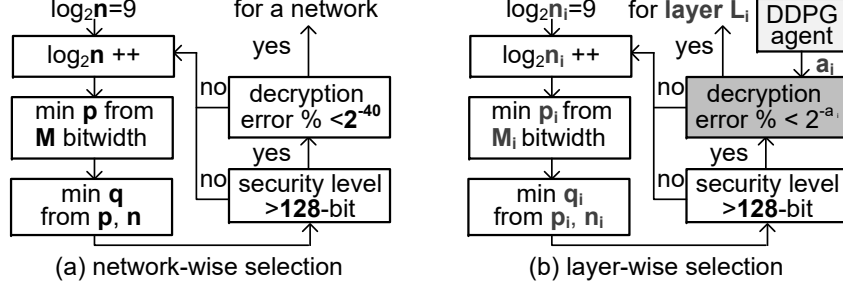 log₂n=9
for a network
log₂n ++
yes
no
min p from
M bitwidth
decryption
error % <2⁻⁴⁰
yes
no
min q
from p, n
security level
>128-bit
(a) network-wise selection
log₂nᵢ=9
for layer Lᵢ
DDPG
agent
log₂nᵢ ++
yes
aᵢ
no
min pᵢ from
Mᵢ bitwidth
decryption
error % < 2⁻ᵃⁱ
yes
no
min qᵢ
from pᵢ, nᵢ
security level
>128-bit
(b) layer-wise selection